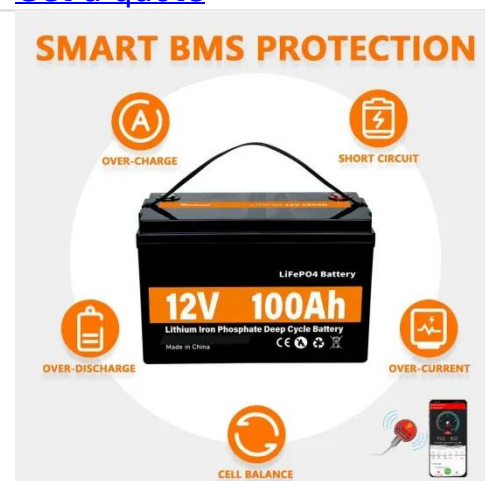 Get a quote
SMART BMS PROTECTION
A
OVER-CHARGE
SHORT CIRCUIT
LiFePO4 Battery
12V 100Ah
Lithium Iron Phosphate Deep Cycle Battery
Made in China
CE
OVER-DISCHARGE
OVER-CURRENT
CELL BALANCE